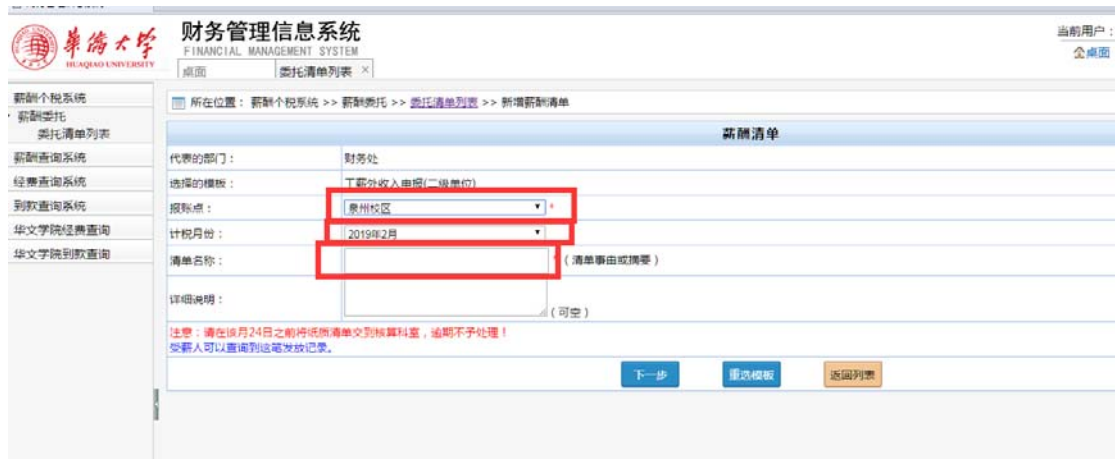 華僑大学
HUAQIAO UNIVERSITY
财务管理信息系统
FINANCIAL MANAGEMENT SYSTEM
当前用户：
桌面
桌面
委托清单列表 ×
薪酬个税系统
薪酬委托
委托清单列表
薪酬查询系统
经费查询系统
到款查询系统
华文学院经费查询
华文学院到款查询
所在位置： 薪酬个税系统 >> 薪酬委托 >> 委托清单列表 >> 新增薪酬清单
薪酬清单
代表的部门： 财务处
选择的模板： 工薪外收入申报(二级单位)
报账点： 泉州校区 *
计税月份： 2019年2月
清单名称： * ( 清单事由或摘要 )
详细说明： ( 可空 )
注意：请在该月24日之前将纸质清单交到核算科室，逾期不予处理！
受薪人可以查询到这笔发放记录。
下一步 重选模板 返回列表